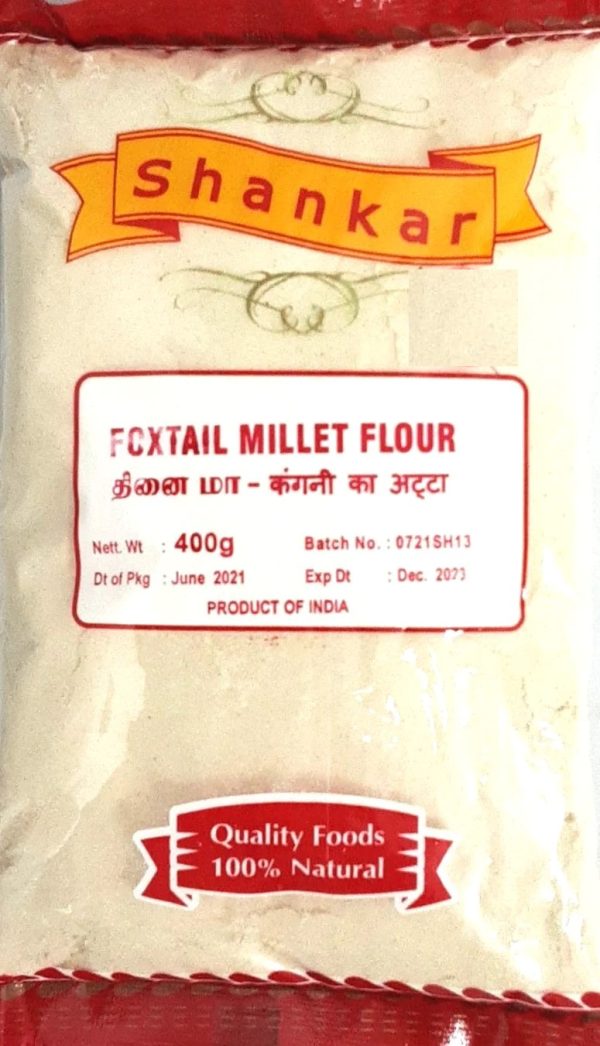 shankar
FOXTAIL MILLET FLOUR
தினை மா - कंगनी का अट्टा
Nett. Wt : 400g Batch No. : 0721SH13
Dt of Pkg : June 2021 Exp Dt : Dec. 2023
PRODUCT OF INDIA
Quality Foods
100% Natural